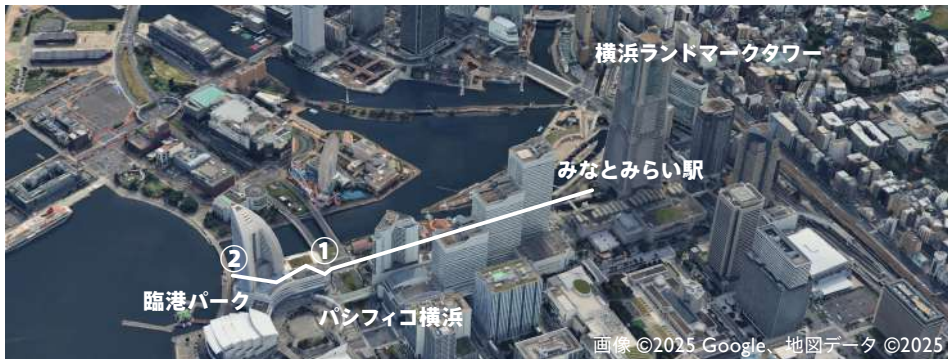 横浜ランドマークタワー
みなとみらい駅
①
②
臨港パーク
パシフィコ横浜
画像 ©2025 Google、地図データ ©2025